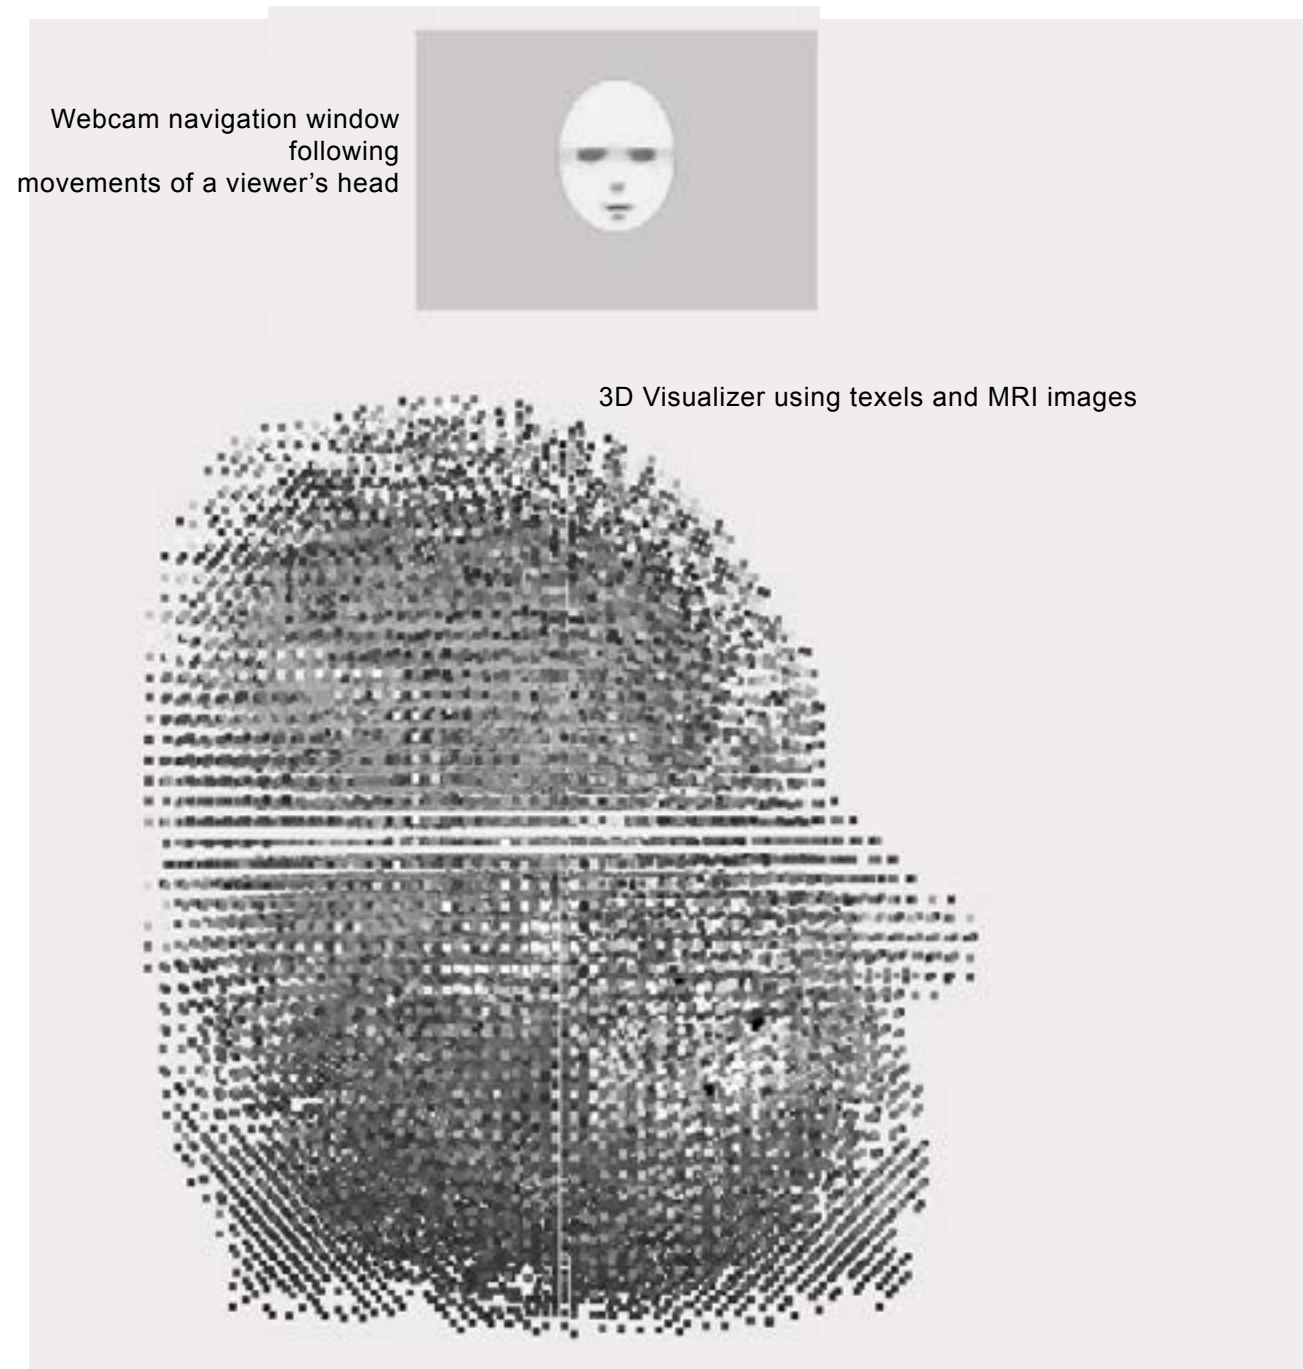 Webcam navigation window
following
movements of a viewer’s head
3D Visualizer using texels and MRI images